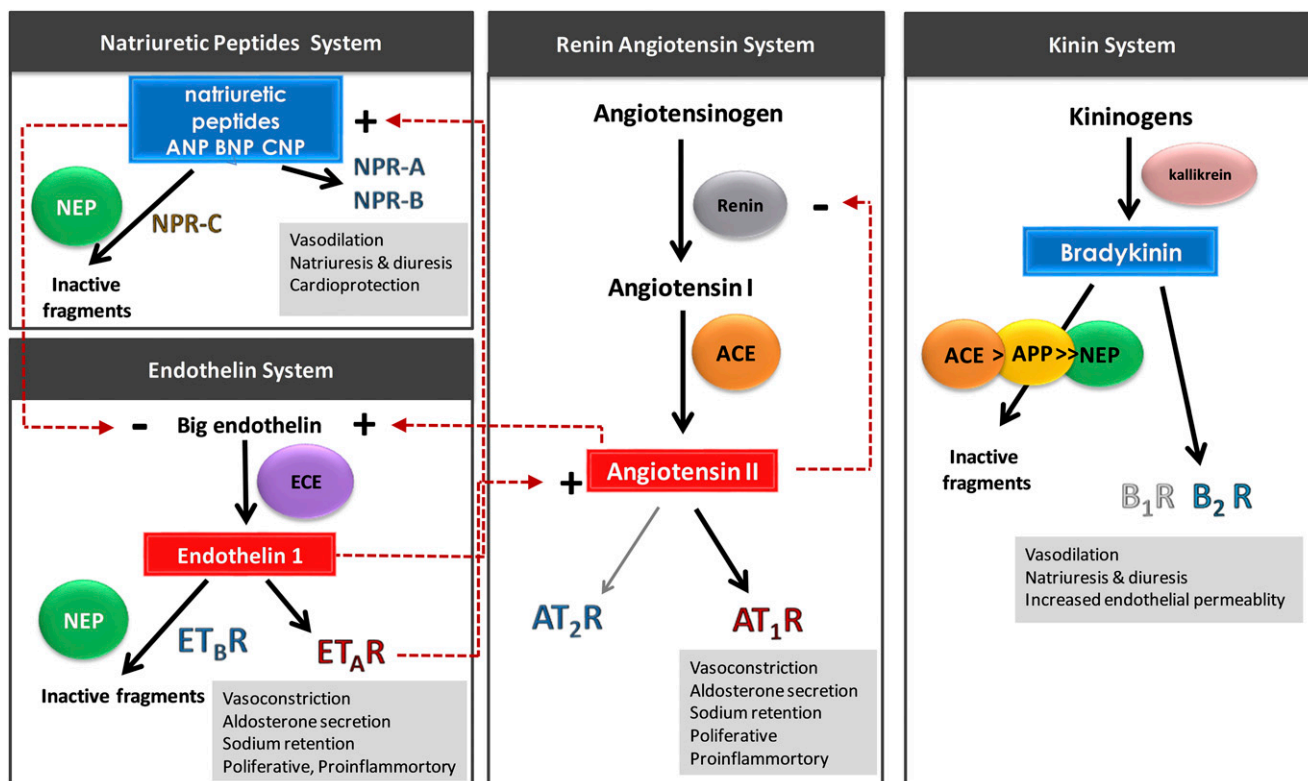 Natriuretic Peptides System
natriuretic
peptides
ANP BNP CNP
+
NPR-A
NPR-B
NEP
NPR-C
Inactive
fragments
Vasodilation
Natriuresis & diuresis
Cardioprotection
Endothelin System
-
Big endothelin
+
ECE
Endothelin 1
NEP
ETBR
ETAR
Inactive fragments
Vasoconstriction
Aldosterone secretion
Sodium retention
Poliferative, Proinflammortory
Renin Angiotensin System
Angiotensinogen
Renin
-
Angiotensin I
ACE
+
Angiotensin II
AT2R
AT1R
Vasoconstriction
Aldosterone secretion
Sodium retention
Poliferative
Proinflammortory
Kinin System
Kininogens
kallikrein
Bradykinin
ACE > APP >> NEP
Inactive
fragments
B1R B2 R
Vasodilation
Natriuresis & diuresis
Increased endothelial permeablity